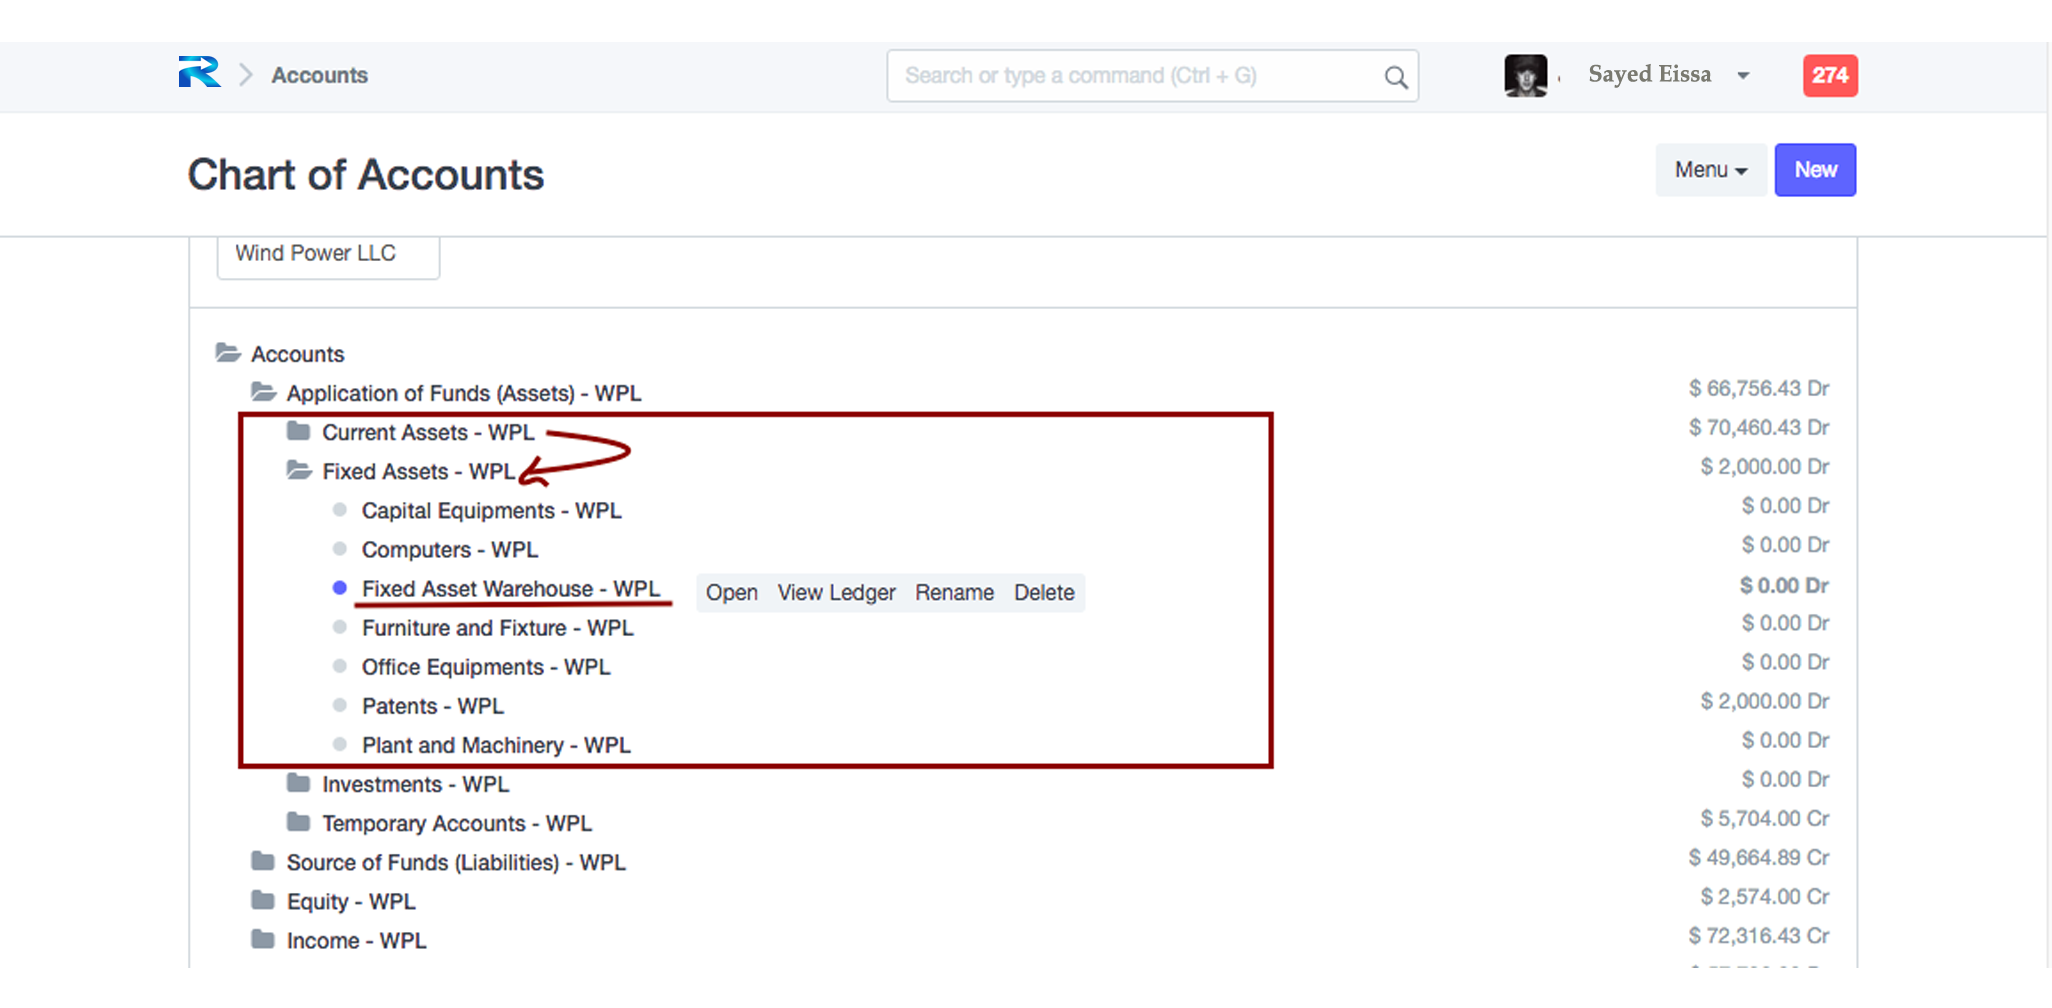 Accounts
Search or type a command (Ctrl + G)
Sayed Eissa
274
Chart of Accounts
Menu
New
Wind Power LLC
Accounts
Application of Funds (Assets) - WPL $ 66,756.43 Dr
Current Assets - WPL $ 70,460.43 Dr
Fixed Assets - WPL $ 2,000.00 Dr
Capital Equipments - WPL $ 0.00 Dr
Computers - WPL $ 0.00 Dr
Fixed Asset Warehouse - WPL Open View Ledger Rename Delete $ 0.00 Dr
Furniture and Fixture - WPL $ 0.00 Dr
Office Equipments - WPL $ 0.00 Dr
Patents - WPL $ 2,000.00 Dr
Plant and Machinery - WPL $ 0.00 Dr
Investments - WPL $ 0.00 Dr
Temporary Accounts - WPL $ 5,704.00 Cr
Source of Funds (Liabilities) - WPL $ 49,664.89 Cr
Equity - WPL $ 2,574.00 Cr
Income - WPL $ 72,316.43 Cr